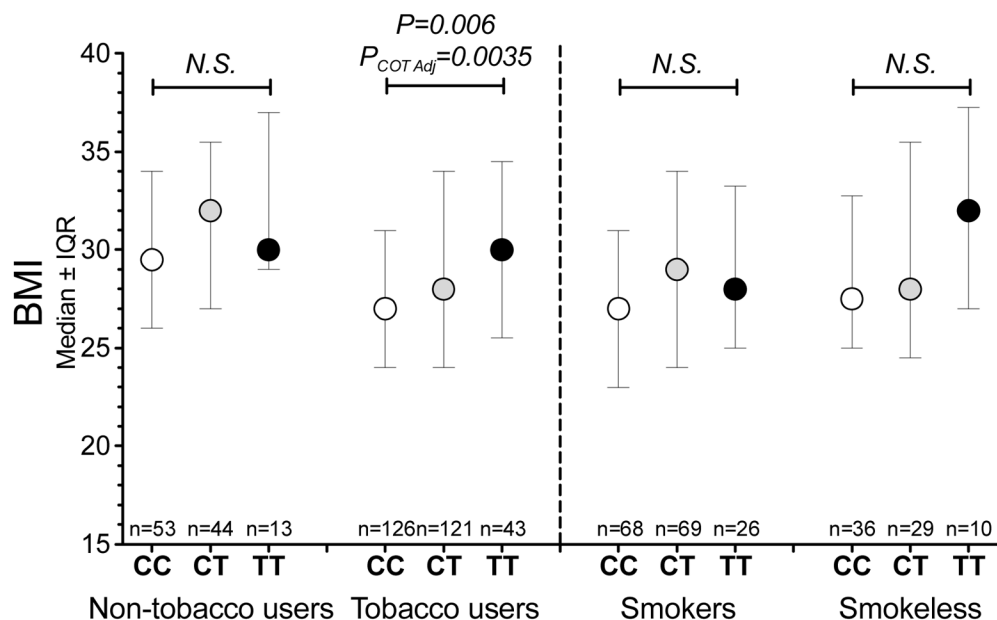 P=0.006
N.S. P_COT Adj=0.0035 N.S. N.S.
40
35
30
25
20
15
BMI
Median ± IQR
n=53 n=44 n=13 n=126 n=121 n=43 n=68 n=69 n=26 n=36 n=29 n=10
CC CT TT CC CT TT CC CT TT CC CT TT
Non-tobacco users Tobacco users Smokers Smokeless